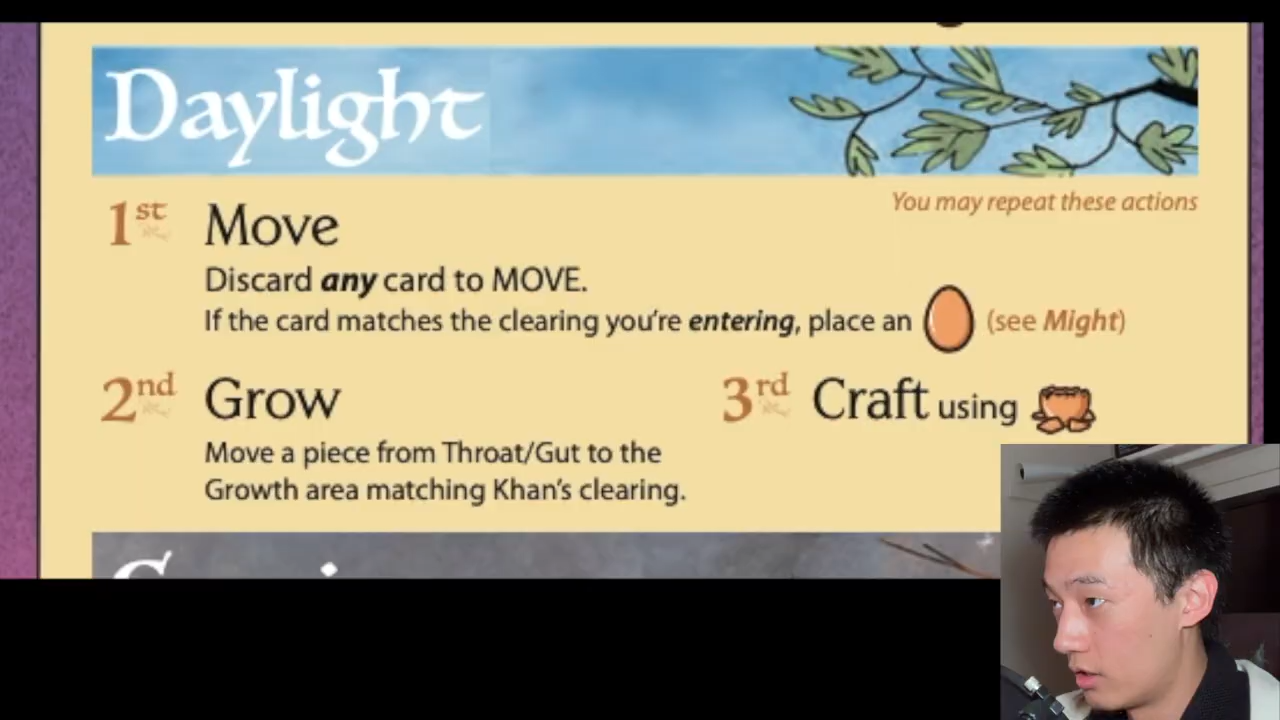 Daylight
You may repeat these actions
1st Move
Discard any card to MOVE.
If the card matches the clearing you're entering, place an (see Might)
2nd Grow
Move a piece from Throat/Gut to the
Growth area matching Khan's clearing.
3rd Craft using